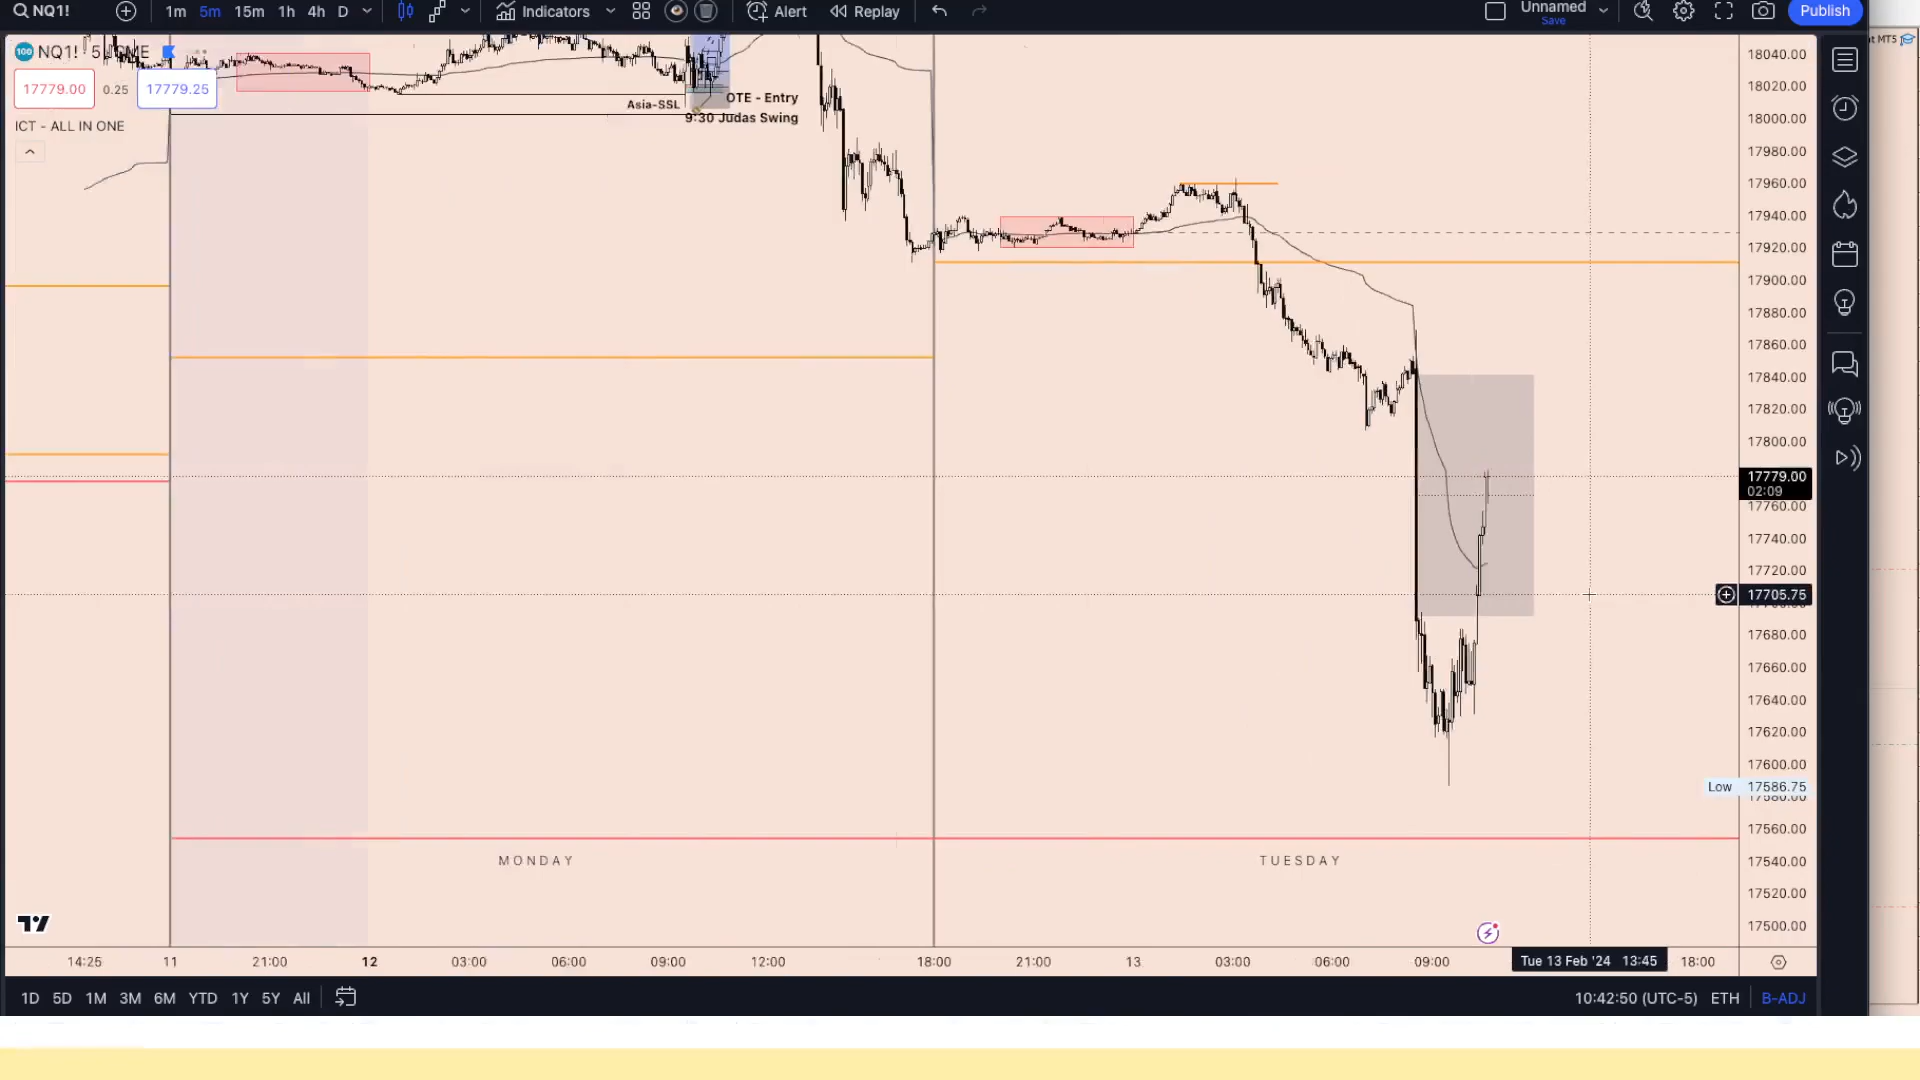 NQ1!
1m 5m 15m 1h 4h D
Indicators
Alert
Replay
Unnamed
Save
Publish
at MT5
NQ1! · 5 · CME
17779.00 0.25 17779.25
ICT - ALL IN ONE
Asia-SSL
OTE - Entry
9:30 Judas Swing
18040.00
18020.00
18000.00
17980.00
17960.00
17940.00
17920.00
17900.00
17880.00
17860.00
17840.00
17820.00
17800.00
17779.00
02:09
17760.00
17740.00
17720.00
17705.75
17680.00
17660.00
17640.00
17620.00
17600.00
Low 17586.75
17580.00
17560.00
17540.00
17520.00
17500.00
MONDAY
TUESDAY
14:25 11 21:00 12 03:00 06:00 09:00 12:00 18:00 21:00 13 03:00 06:00 09:00 Tue 13 Feb '24 13:45 18:00
1D 5D 1M 3M 6M YTD 1Y 5Y All
10:42:50 (UTC-5) ETH B-ADJ